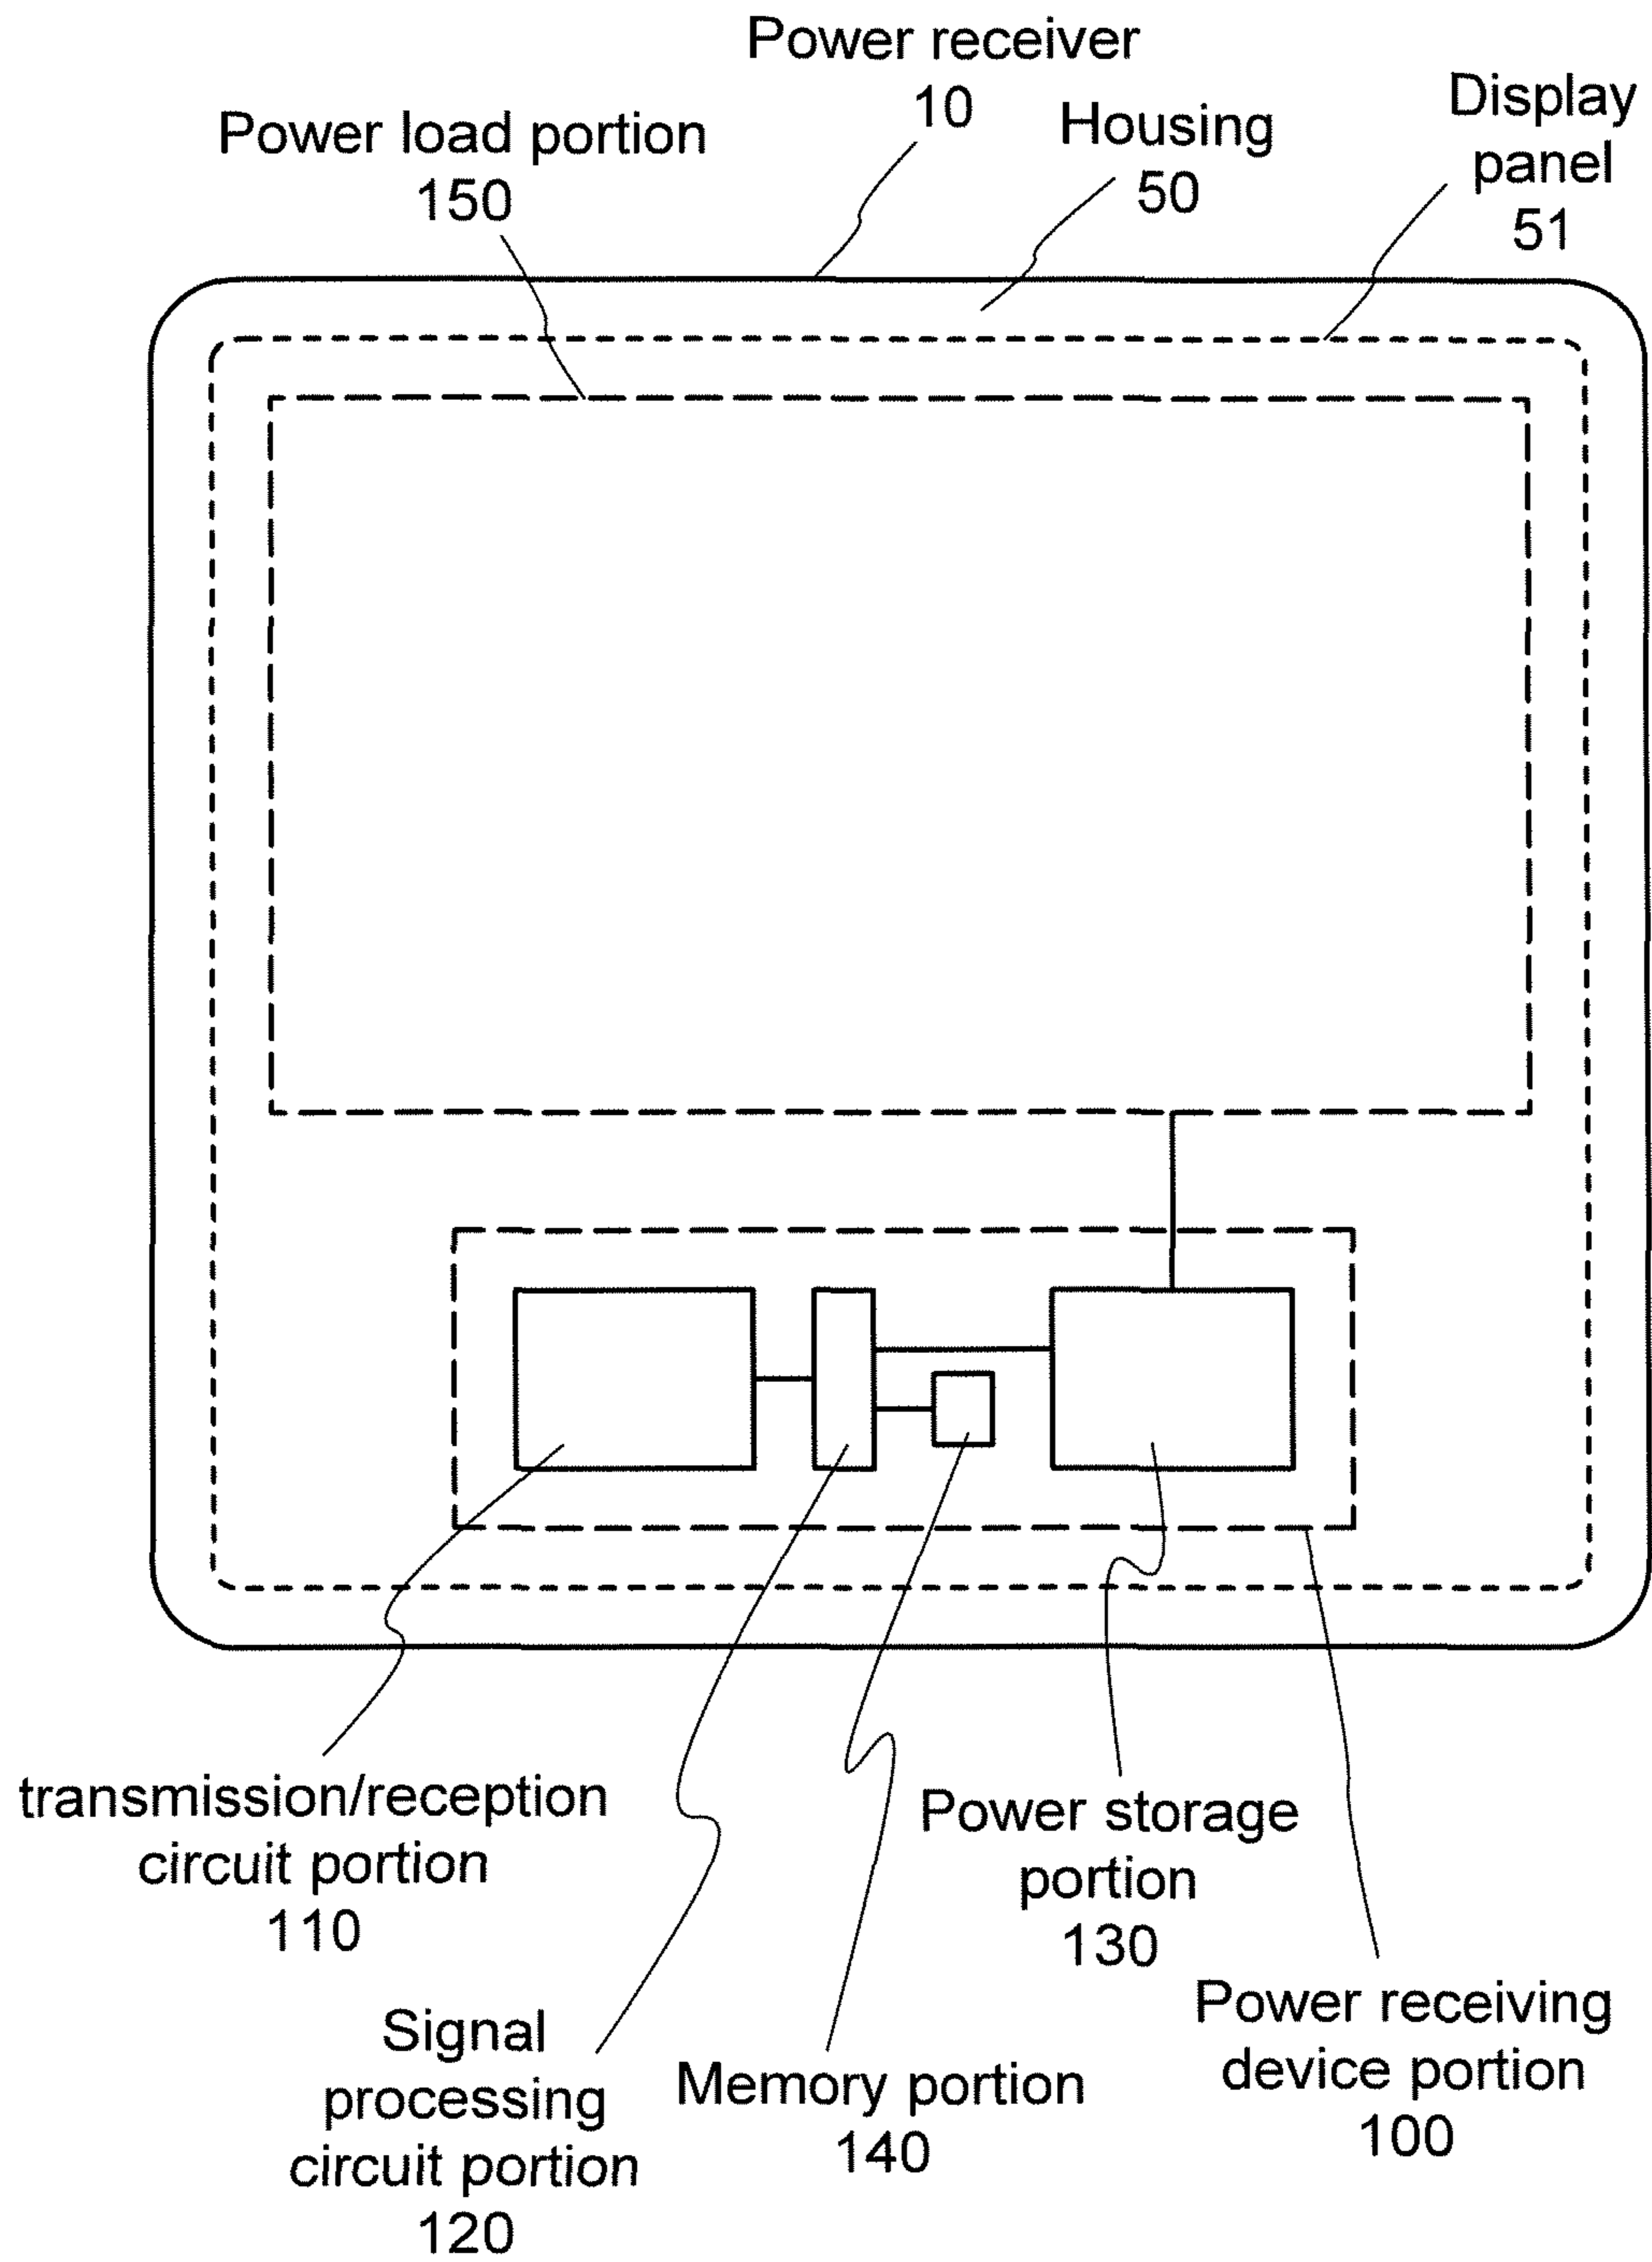 Power receiver
10
Power load portion
150
Housing
50
Display
panel
51
transmission/reception
circuit portion
110
Signal
processing
circuit portion
120
Memory portion
140
Power storage
portion
130
Power receiving
device portion
100